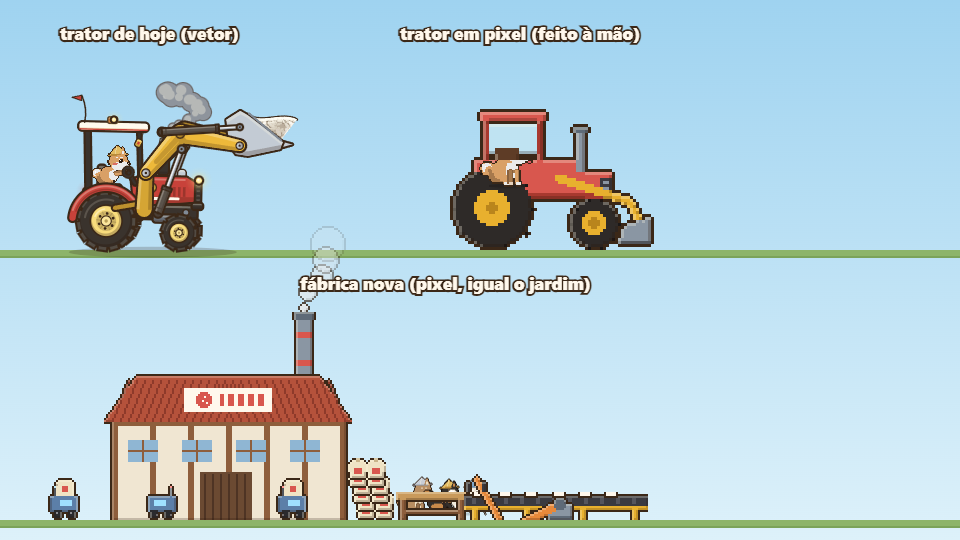 trator de hoje (vetor)
trator em pixel (feito à mão)
fábrica nova (pixel, igual o jardim)